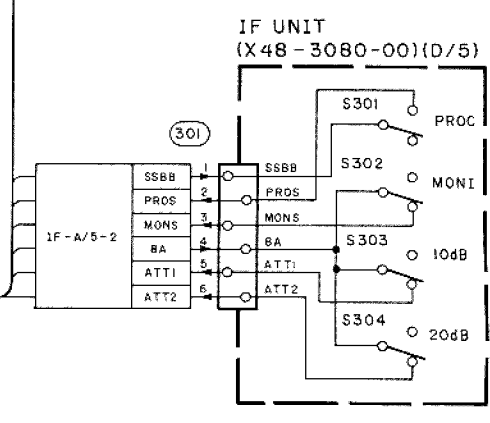 IF UNIT
(X48-3080-00)(D/5)
S301
PROC
301
1
SSBB
SSBB
S302
MONI
2
PROS
PROS
3
MONS
MONS
IF-A/5-2
4
8A
8A
S303
10dB
5
ATT1
ATT1
6
ATT2
ATT2
S304
20dB